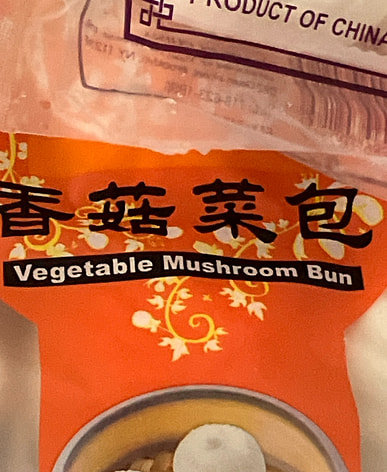 PRODUCT OF CHINA
香菇菜包
Vegetable Mushroom Bun